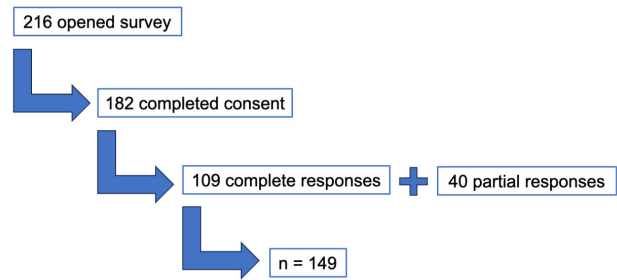 216 opened survey
182 completed consent
109 complete responses
40 partial responses
n = 149